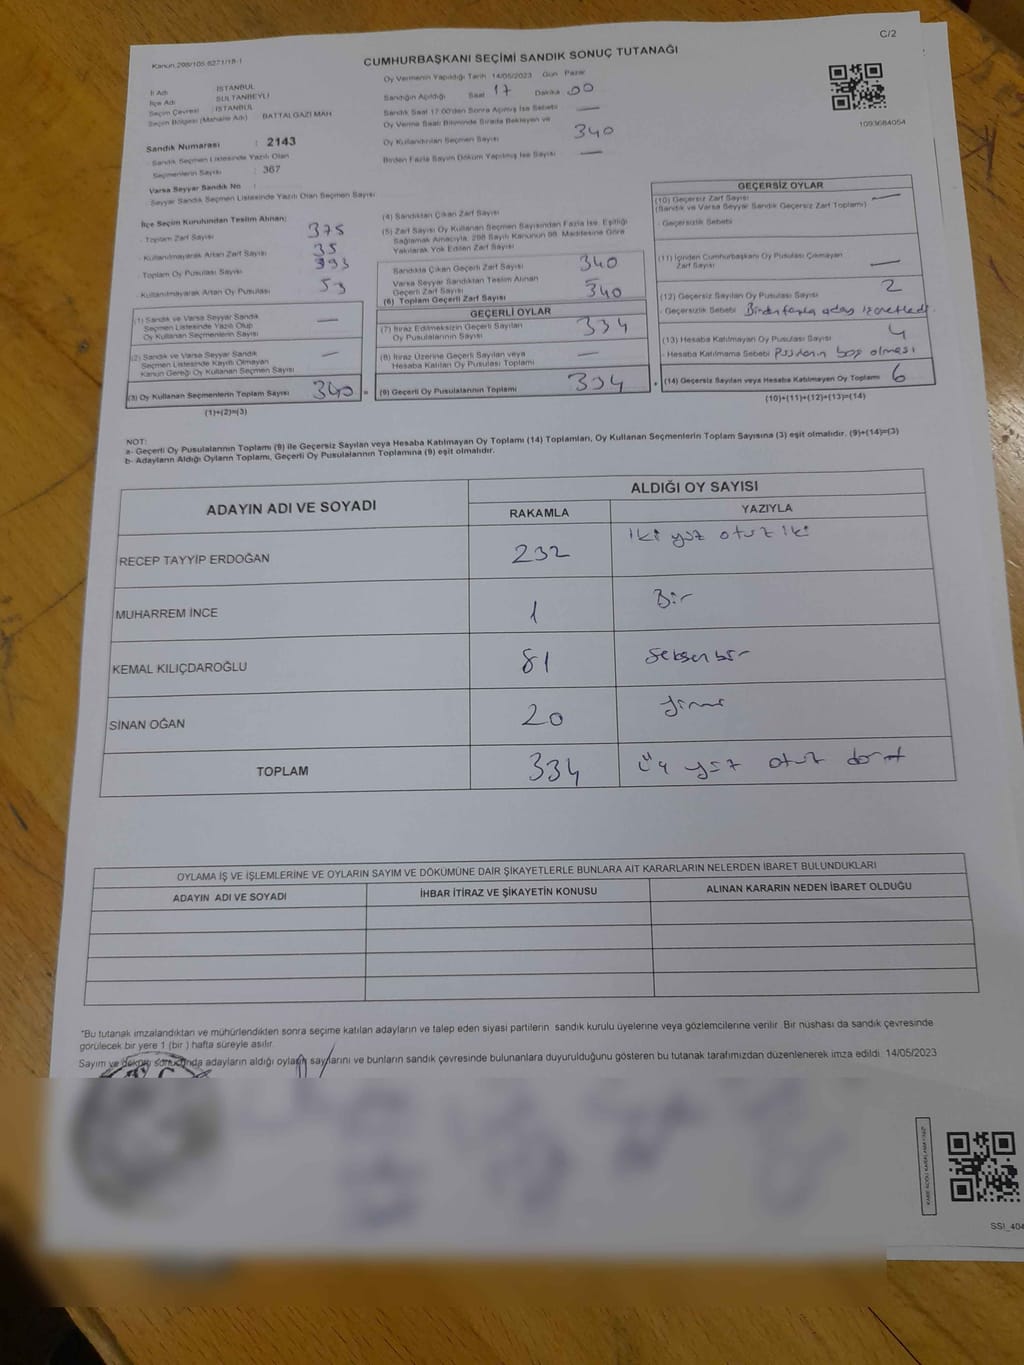 C/2
Kanun 298/105 6271/18-1
CUMHURBAŞKANI SEÇİMİ SANDIK SONUÇ TUTANAĞI
İl Adı İSTANBUL
İlçe Adı SULTANBEYLİ
Seçim Çevresi İSTANBUL
Seçim Bölgesi (Mahalle Adı) BATTALGAZİ MAH
Sandık Numarası : 2143
Sandık Seçmen Listesinde Yazılı Olan
Seçmenlerin Sayısı : 367
Varsa Seyyar Sandık No :
Seyyar Sandık Seçmen Listesinde Yazılı Olan Seçmen Sayısı
Oy Vermenin Yapıldığı Tarih 14/05/2023 Gün Pazar
Sandığın Açıldığı Saat 17 Dakika 00
Sandık Saat 17:00'den Sonra Açılmış İse Sebebi —
Oy Verme Saati Bitiminde Sırada Bekleyen ve
Oy Kullandırılan Seçmen Sayısı 340
Birden Fazla Sayım Döküm Yapılmış İse Sayısı —
1093684054
İlçe Seçim Kurulundan Teslim Alınan;
Toplam Zarf Sayısı 375
Kullanılmayarak Artan Zarf Sayısı 35
Toplam Oy Pusulası Sayısı 393
Kullanılmayarak Artan Oy Pusulası 53
(1) Sandık ve Varsa Seyyar Sandık
Seçmen Listesinde Yazılı Olup
Oy Kullanan Seçmenlerin Sayısı —
(2) Sandık ve Varsa Seyyar Sandık
Seçmen Listesinde Kayıtlı Olmayan
Kanun Gereği Oy Kullanan Seçmen Sayısı —
(3) Oy Kullanan Seçmenlerin Toplam Sayısı 340 =
(1)+(2)=(3)
(4) Sandıktan Çıkan Zarf Sayısı
(5) Zarf Sayısı Oy Kullanan Seçmen Sayısından Fazla İse, Eşitliği
Sağlamak Amacıyla, 298 Sayılı Kanunun 98. Maddesine Göre
Yakılarak Yok Edilen Zarf Sayısı
Sandıkta Çıkan Geçerli Zarf Sayısı 340
Varsa Seyyar Sandıktan Teslim Alınan
Geçerli Zarf Sayısı
(6) Toplam Geçerli Zarf Sayısı 340
GEÇERLİ OYLAR
(7) İtiraz Edilmeksizin Geçerli Sayılan
Oy Pusulalarının Sayısı 334
(8) İtiraz Üzerine Geçerli Sayılan veya
Hesaba Katılan Oy Pusulalarının Toplamı —
(9) Geçerli Oy Pusulalarının Toplamı 334 +
GEÇERSİZ OYLAR
(10) Geçersiz Zarf Sayısı
(Sandık ve Varsa Seyyar Sandık Geçersiz Zarf Toplamı) —
Geçersizlik Sebebi
(11) İçinden Cumhurbaşkanı Oy Pusulası Çıkmayan
Zarf Sayısı —
(12) Geçersiz Sayılan Oy Pusulası Sayısı 2
Geçersizlik Sebebi Birden fazla aday işaretledi
(13) Hesaba Katılmayan Oy Pusulası Sayısı 4
Hesaba Katılmama Sebebi Pusulanın boş olması
(14) Geçersiz Sayılan veya Hesaba Katılmayan Oy Toplamı 6
(10)+(11)+(12)+(13)=(14)
NOT:
a- Geçerli Oy Pusulalarının Toplamı (9) ile Geçersiz Sayılan veya Hesaba Katılmayan Oy Toplamı (14) Toplamları, Oy Kullanan Seçmenlerin Toplam Sayısına (3) eşit olmalıdır. (9)+(14)=(3)
b- Adayların Aldığı Oyların Toplamı, Geçerli Oy Pusulalarının Toplamına (9) eşit olmalıdır.
ADAYIN ADI VE SOYADI ALDIĞI OY SAYISI
RAKAMLA YAZIYLA
RECEP TAYYİP ERDOĞAN 232 iki yüz otuz iki
MUHARREM İNCE 1 Bir
KEMAL KILIÇDAROĞLU 81 Seksen bir
SİNAN OĞAN 20 yirmi
TOPLAM 334 üç yüz otuz dört
OYLAMA İŞ VE İŞLEMLERİNE VE OYLARIN SAYIM VE DÖKÜMÜNE DAİR ŞİKAYETLERLE BUNLARA AİT KARARLARIN NELERDEN İBARET BULUNDUKLARI
ADAYIN ADI VE SOYADI İHBAR İTİRAZ VE ŞİKAYETİN KONUSU ALINAN KARARIN NEDEN İBARET OLDUĞU
*Bu tutanak imzalandıktan ve mühürlendikten sonra seçime katılan adayların ve talep eden siyasi partilerin sandık kurulu üyelerine veya gözlemcilerine verilir. Bir nüshası da sandık çevresinde
görülecek bir yere 1 (bir ) hafta süreyle asılır.
Sayım ve döküm sonucunda adayların aldığı oyların sayılarını ve bunların sandık çevresinde bulunanlara duyurulduğunu gösteren bu tutanak tarafımızdan düzenlenerek imza edildi. 14/05/2023
SSI_404